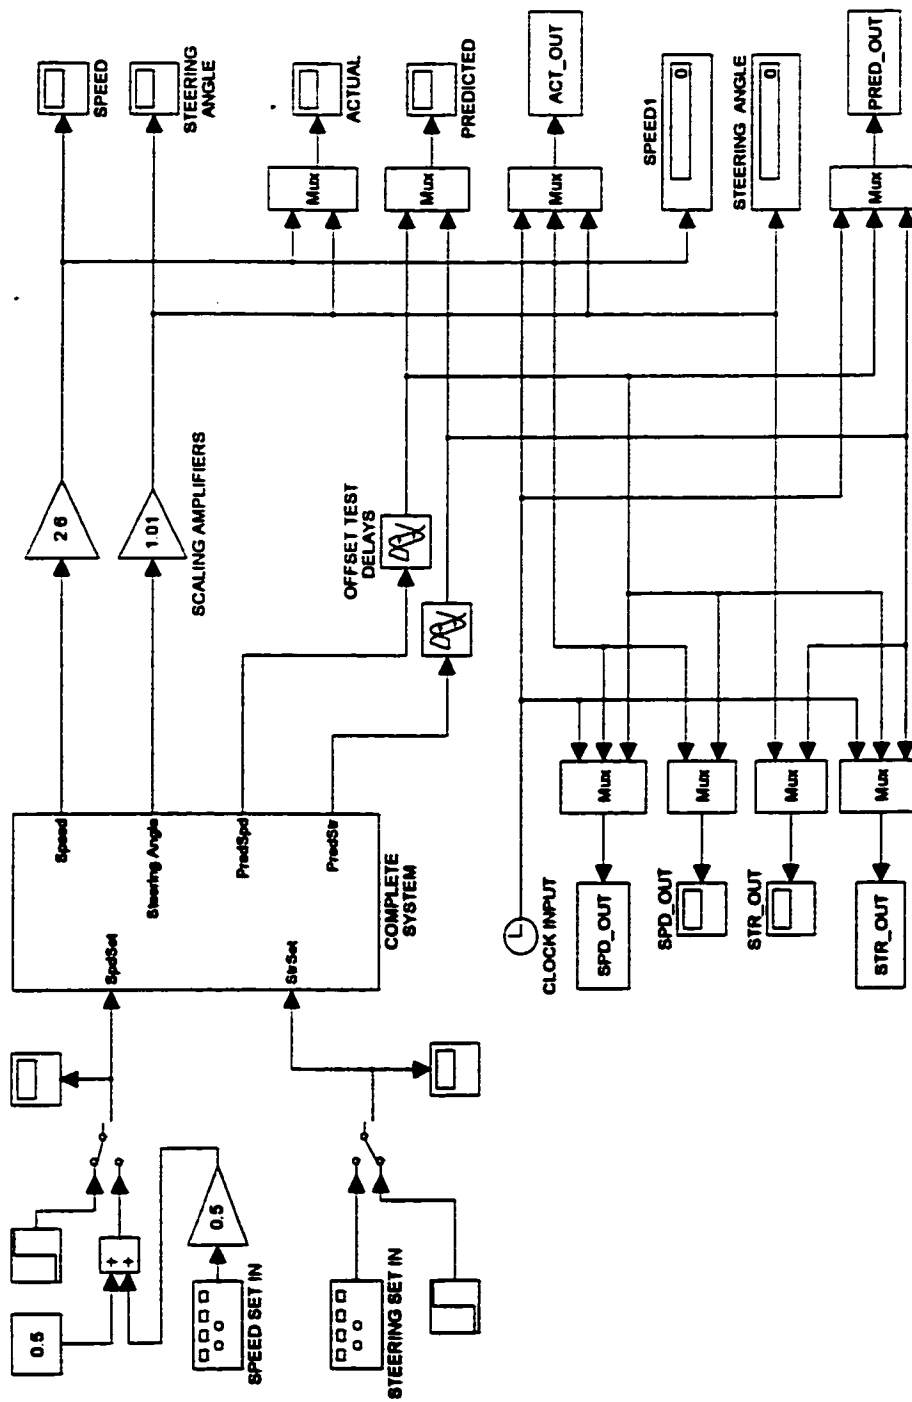 0.5
+
+
0.5
SPEED SET IN
STEERING SET IN
SpdSet
StrSet
Speed
Steering Angle
PredSpd
PredStr
COMPLETE
SYSTEM
2.6
1.01
SCALING AMPLIFIERS
OFFSET TEST
DELAYS
SPEED
STEERING
ANGLE
Mux
ACTUAL
Mux
PREDICTED
Mux
ACT_OUT
SPEED1
0
STEERING ANGLE
0
Mux
PRED_OUT
CLOCK INPUT
Mux
SPD_OUT
Mux
SPD_OUT
Mux
STR_OUT
Mux
STR_OUT